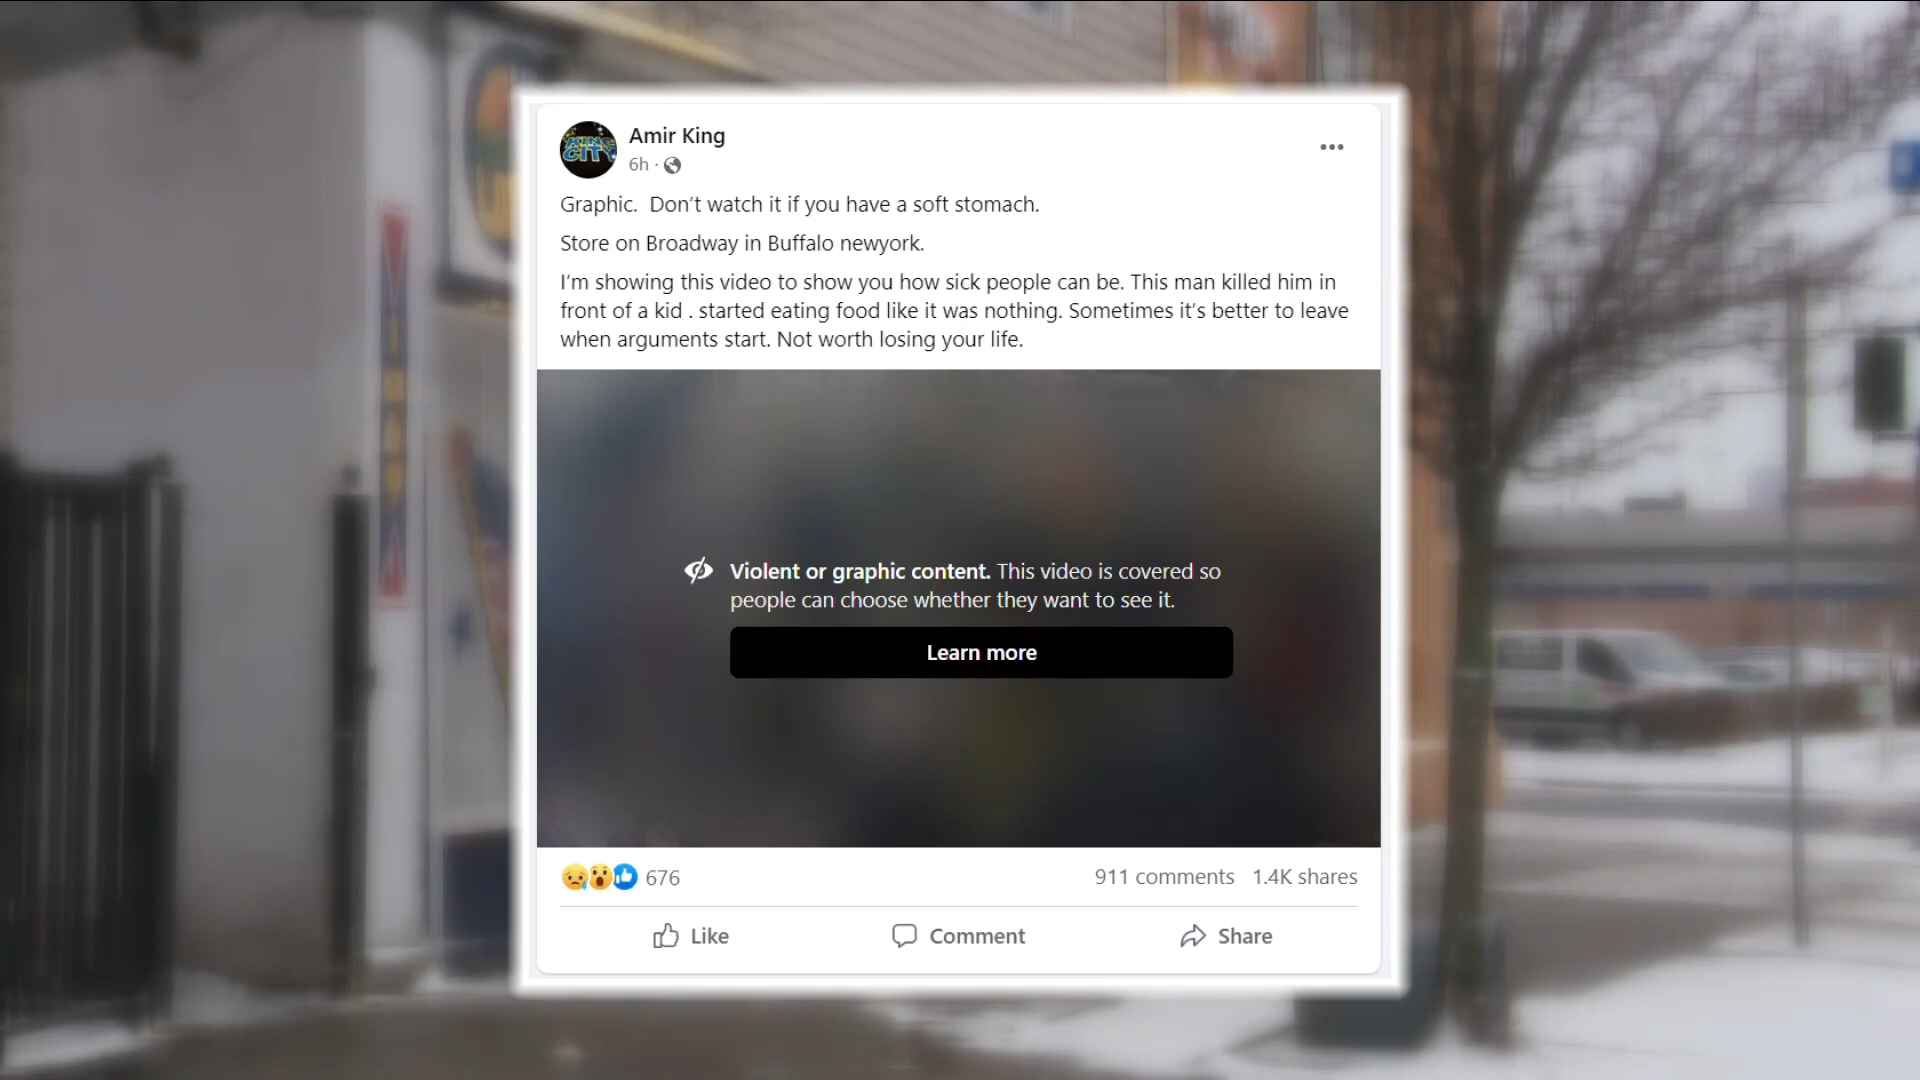 Amir King
6h ·
Graphic.  Don't watch it if you have a soft stomach.
Store on Broadway in Buffalo newyork.
I'm showing this video to show you how sick people can be. This man killed him in
front of a kid . started eating food like it was nothing. Sometimes it's better to leave
when arguments start. Not worth losing your life.
Violent or graphic content. This video is covered so
people can choose whether they want to see it.
Learn more
676
911 comments
1.4K shares
Like
Comment
Share
KING
CITY